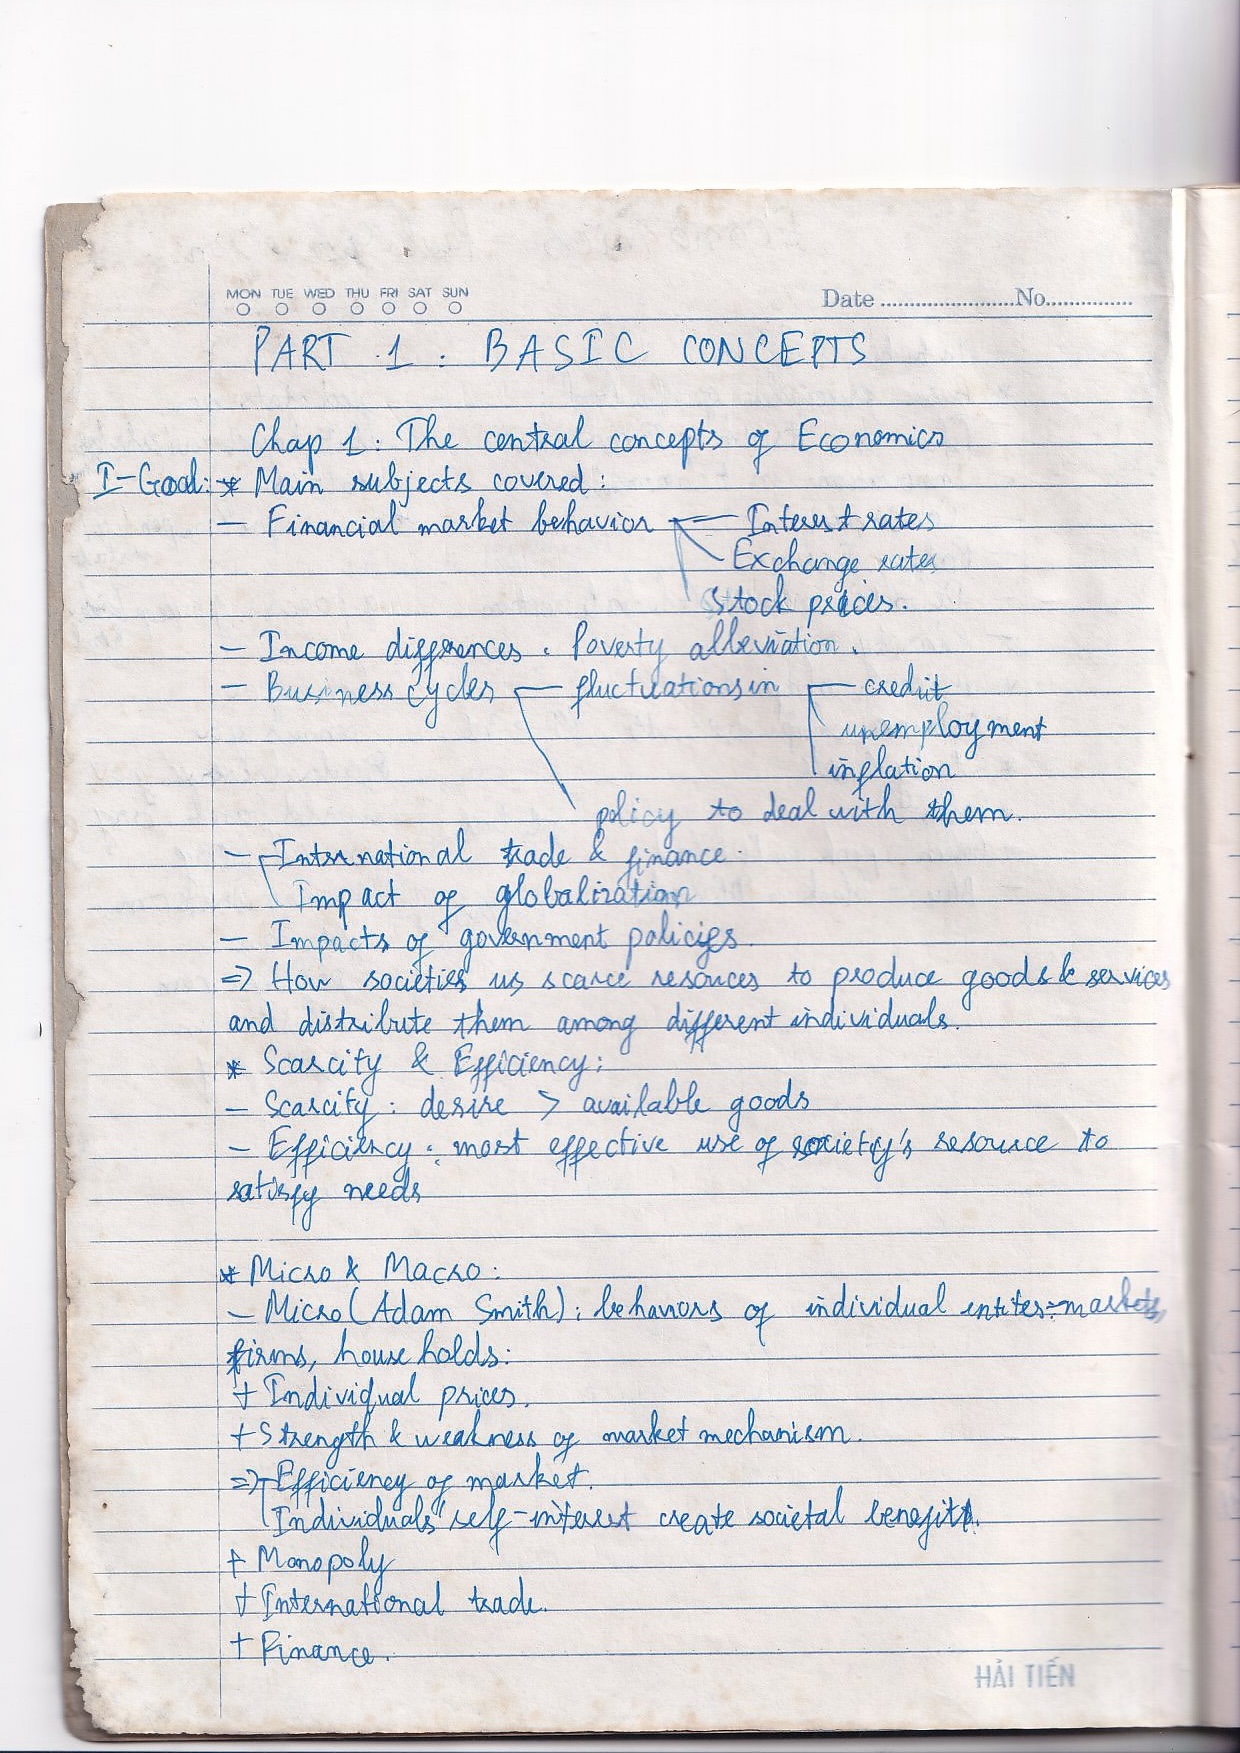 MON TUE WED THU FRI SAT SUN
Date ........................No...............
PART 1 : BASIC CONCEPTS
Chap 1 : The central concepts of Economics
I-Goal: * Main subjects covered :
- Financial market behavior - Interest rates
Exchange rates
Stock prices.
- Income differences . Poverty alleviation .
- Business cycles - fluctuations in - credit
unemployment
inflation
policy to deal with them.
- International trade & finance.
Impact of globalization
- Impacts of government policies.
=> How societies us scarce resources to produce goods & services
and distribute them among different individuals.
* Scarcity & Efficiency :
- Scarcity : desire > available goods
- Efficiency : most effective use of society's resource to
satisfy needs
* Micro & Macro :
- Micro (Adam Smith) : behaviors of individual entites = markets,
firms, house holds :
+ Individual prices.
+ Strength & weakness of market mechanism.
=> Efficiency of market.
Individuals' self-interest create societal benefit.
+ Monopoly
+ International trade.
+ Finance.
HẢI TIẾN